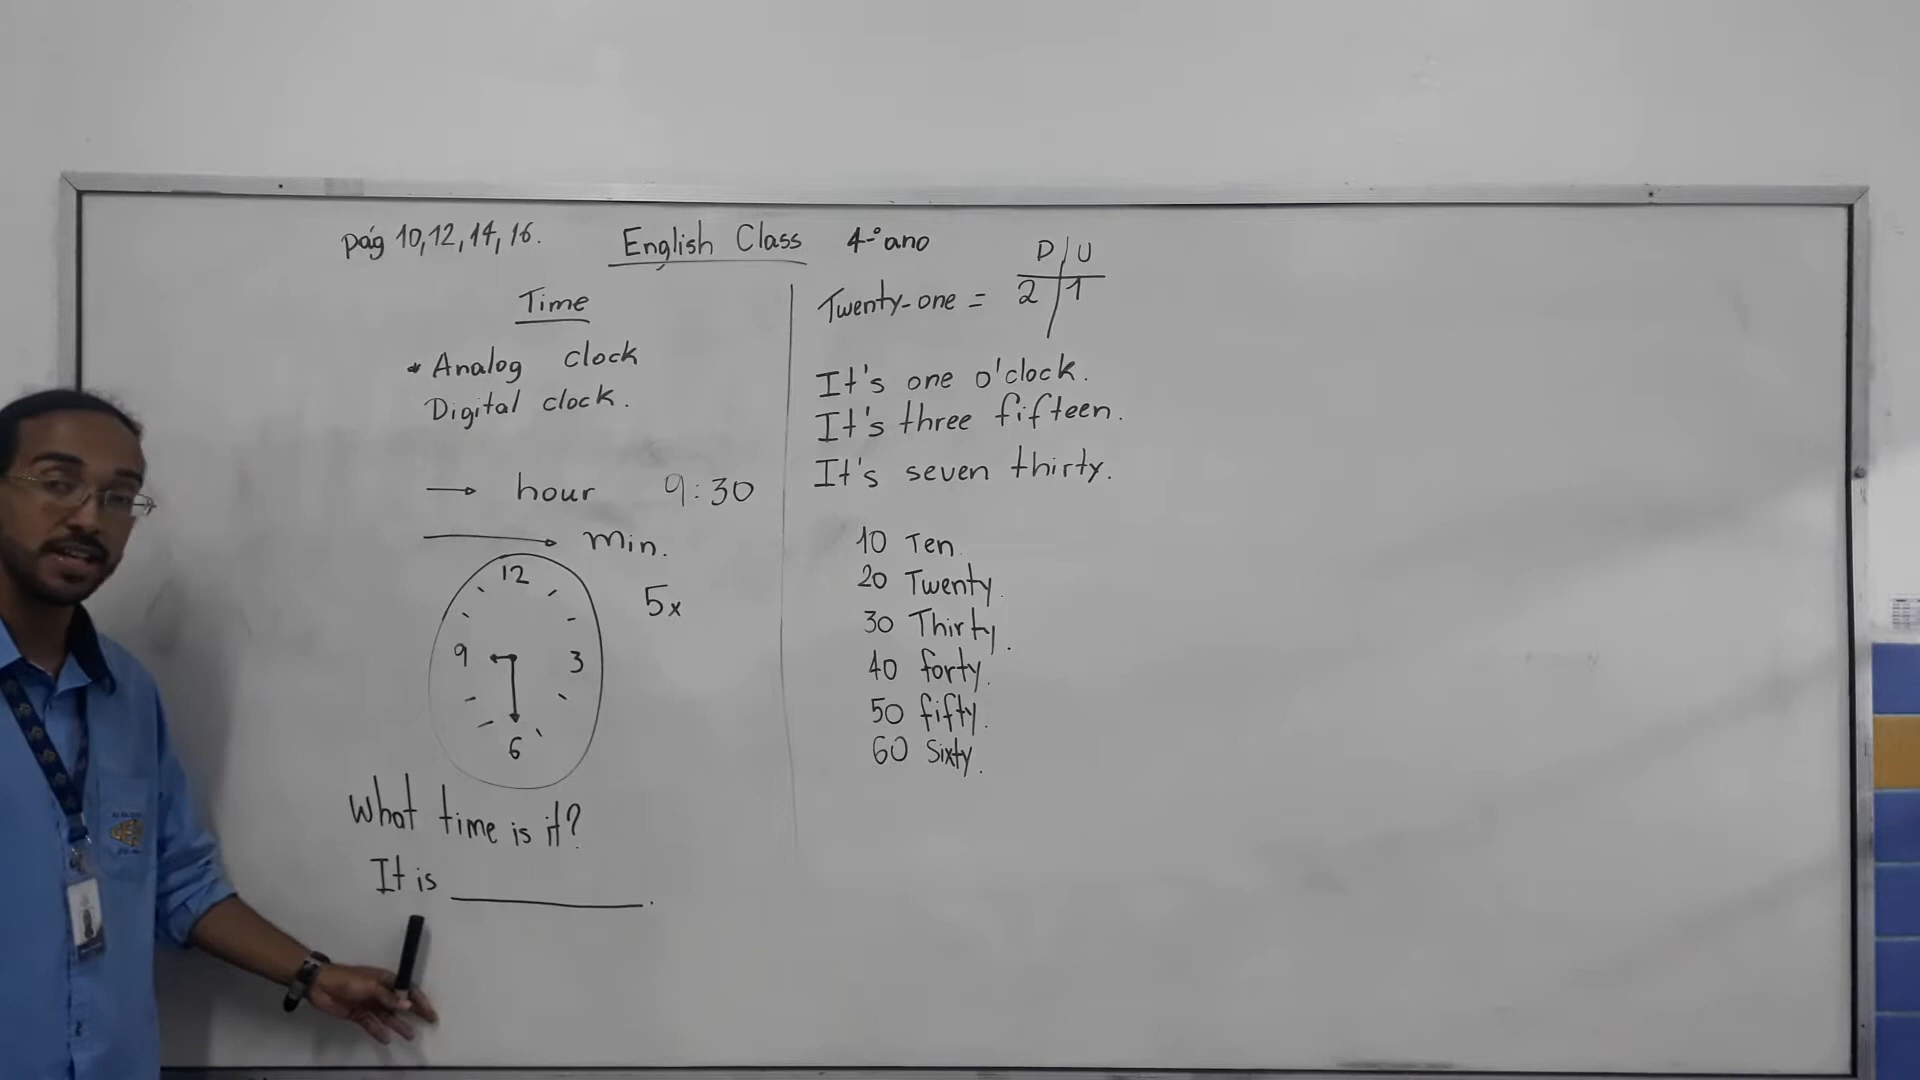 pág 10,12,14,16.
English Class 4º ano
Time
• Analog clock
Digital clock.
→ hour 9:30
→ min.
5x
12
9 3
6
What time is it?
It is ___________.
D U
Twenty-one = 2 1
It's one o'clock.
It's three fifteen.
It's seven thirty.
10 Ten
20 Twenty.
30 Thirty.
40 forty.
50 fifty.
60 Sixty.